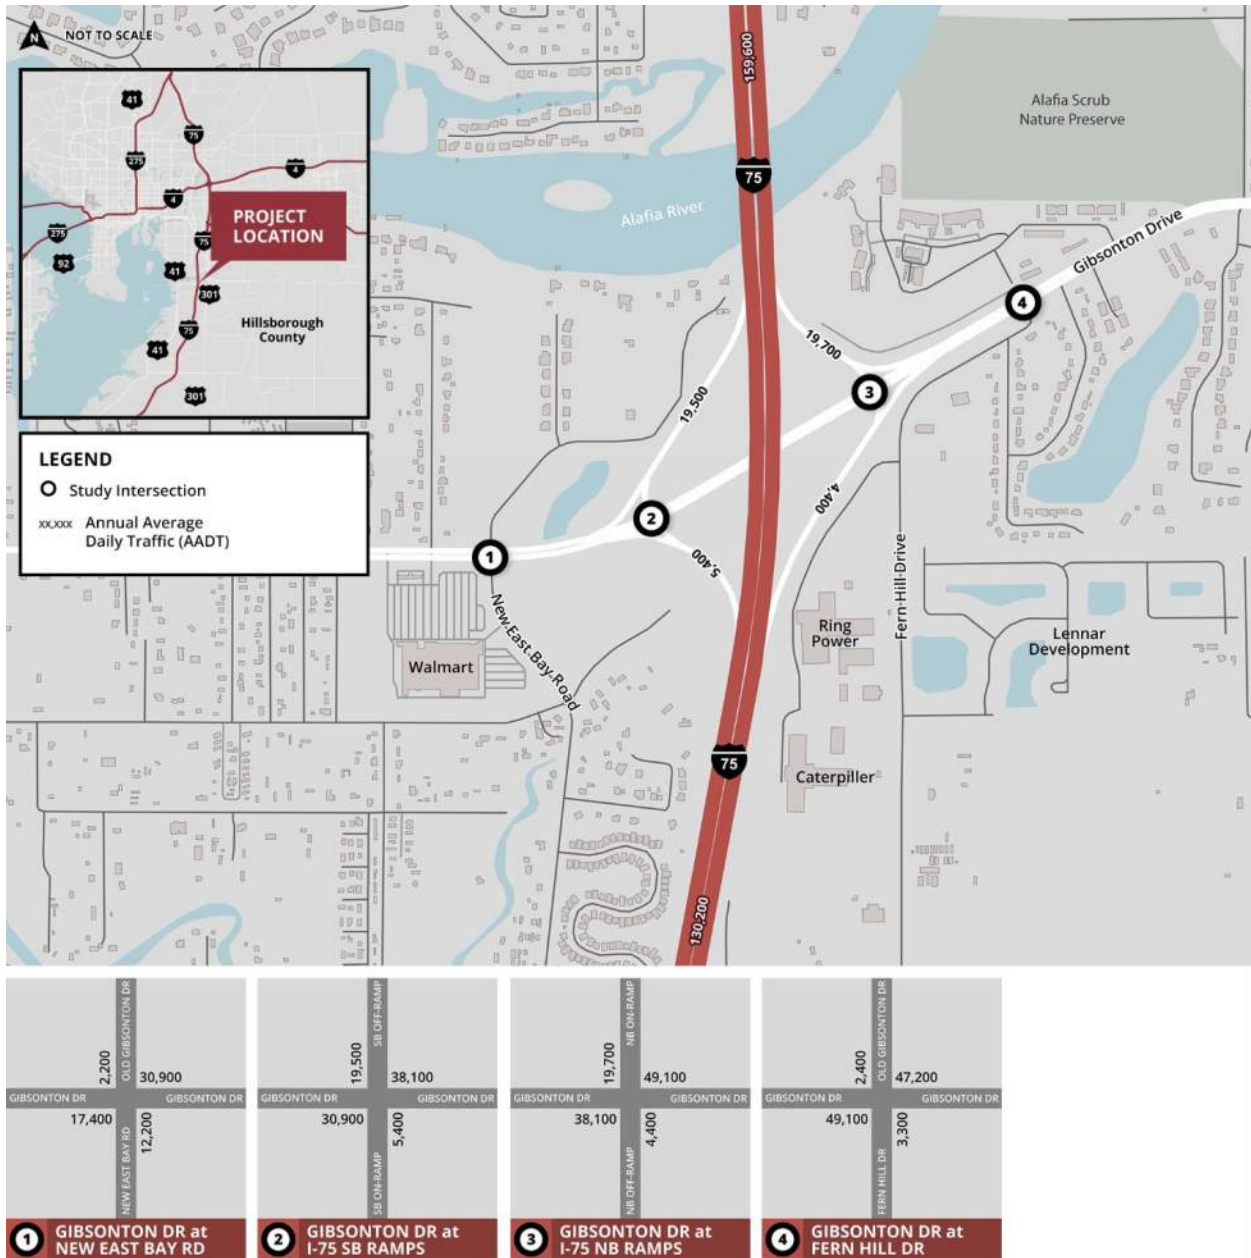 N
NOT TO SCALE
41
75
275
4
4
PROJECT
LOCATION
275
75
92
41
301
Hillsborough
County
75
41
301
LEGEND
Study Intersection
xx,xxx Annual Average
Daily Traffic (AADT)
159,600
75
Alafia River
Alafia Scrub
Nature Preserve
Gibsonton Drive
4
19,700
3
19,500
2
4,400
1
5,400
New East Bay Road
Walmart
Ring
Power
Fern Hill Drive
Lennar
Development
75
Caterpiller
130,200
2,200
OLD GIBSONTON DR
30,900
GIBSONTON DR
GIBSONTON DR
17,400
NEW EAST BAY RD
12,200
1 GIBSONTON DR at
NEW EAST BAY RD
19,500
SB OFF-RAMP
38,100
GIBSONTON DR
GIBSONTON DR
30,900
SB ON-RAMP
5,400
2 GIBSONTON DR at
I-75 SB RAMPS
19,700
NB ON-RAMP
49,100
GIBSONTON DR
GIBSONTON DR
38,100
NB OFF-RAMP
4,400
3 GIBSONTON DR at
I-75 NB RAMPS
2,400
OLD GIBSONTON DR
47,200
GIBSONTON DR
GIBSONTON DR
49,100
FERN HILL DR
3,300
4 GIBSONTON DR at
FERN HILL DR